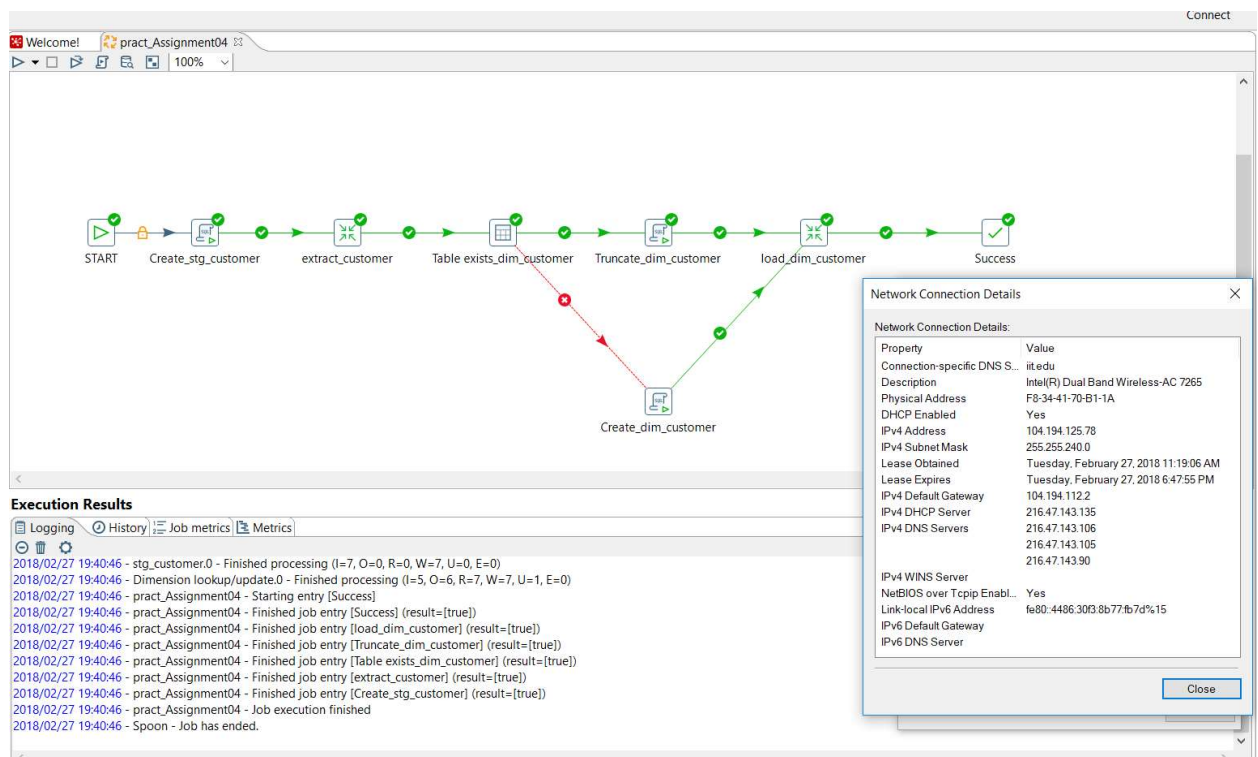 Connect
Welcome!
pract_Assignment04
100%
START
Create_stg_customer
extract_customer
Table exists_dim_customer
Truncate_dim_customer
load_dim_customer
Success
Create_dim_customer
Network Connection Details
Network Connection Details:
Property Value
Connection-specific DNS S... iit.edu
Description Intel(R) Dual Band Wireless-AC 7265
Physical Address F8-34-41-70-B1-1A
DHCP Enabled Yes
IPv4 Address 104.194.125.78
IPv4 Subnet Mask 255.255.240.0
Lease Obtained Tuesday, February 27, 2018 11:19:06 AM
Lease Expires Tuesday, February 27, 2018 6:47:55 PM
IPv4 Default Gateway 104.194.112.2
IPv4 DHCP Server 216.47.143.135
IPv4 DNS Servers 216.47.143.106
216.47.143.105
216.47.143.90
IPv4 WINS Server
NetBIOS over Tcpip Enabl... Yes
Link-local IPv6 Address fe80::4486:30f3:8b77:fb7d%15
IPv6 Default Gateway
IPv6 DNS Server
Close
Execution Results
Logging History Job metrics Metrics
2018/02/27 19:40:46 - stg_customer.0 - Finished processing (I=7, O=0, R=0, W=7, U=0, E=0)
2018/02/27 19:40:46 - Dimension lookup/update.0 - Finished processing (I=5, O=6, R=7, W=7, U=1, E=0)
2018/02/27 19:40:46 - pract_Assignment04 - Starting entry [Success]
2018/02/27 19:40:46 - pract_Assignment04 - Finished job entry [Success] (result=[true])
2018/02/27 19:40:46 - pract_Assignment04 - Finished job entry [load_dim_customer] (result=[true])
2018/02/27 19:40:46 - pract_Assignment04 - Finished job entry [Truncate_dim_customer] (result=[true])
2018/02/27 19:40:46 - pract_Assignment04 - Finished job entry [Table exists_dim_customer] (result=[true])
2018/02/27 19:40:46 - pract_Assignment04 - Finished job entry [extract_customer] (result=[true])
2018/02/27 19:40:46 - pract_Assignment04 - Finished job entry [Create_stg_customer] (result=[true])
2018/02/27 19:40:46 - pract_Assignment04 - Job execution finished
2018/02/27 19:40:46 - Spoon - Job has ended.